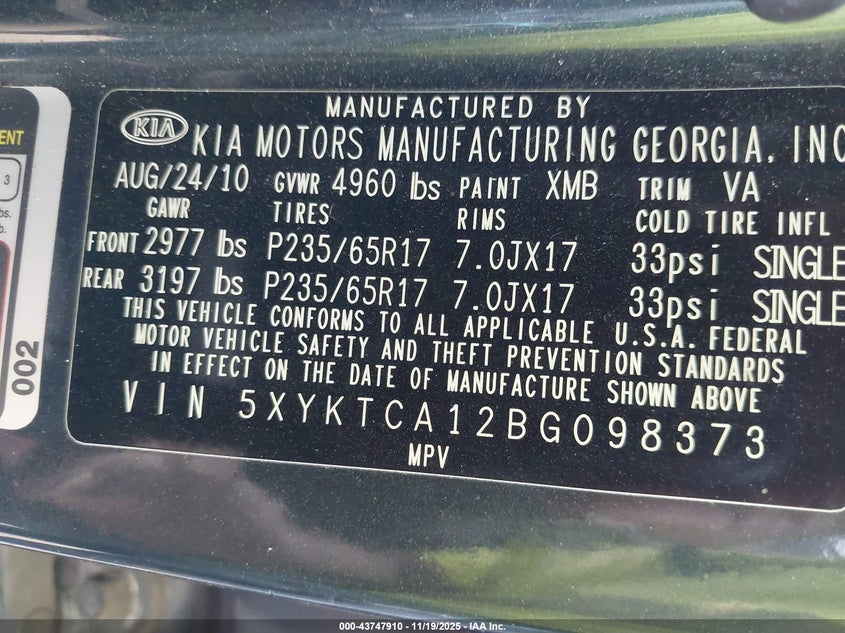 MANUFACTURED BY
KIA KIA MOTORS MANUFACTURING GEORGIA, INC
AUG/24/10 GVWR 4960 lbs PAINT XMB TRIM VA
GAWR TIRES RIMS COLD TIRE INFL
FRONT 2977 lbs P235/65R17 7.0JX17 33psi SINGLE
REAR 3197 lbs P235/65R17 7.0JX17 33psi SINGLE
THIS VEHICLE CONFORMS TO ALL APPLICABLE U.S.A. FEDERAL
MOTOR VEHICLE SAFETY AND THEFT PREVENTION STANDARDS
IN EFFECT ON THE DATE OF MANUFACTURE SHOWN ABOVE
VIN 5XYKTCA12BG098373
MPV
ENT
3
bs.
b.
002
000-43747910 - 11/19/2025 - IAA Inc.